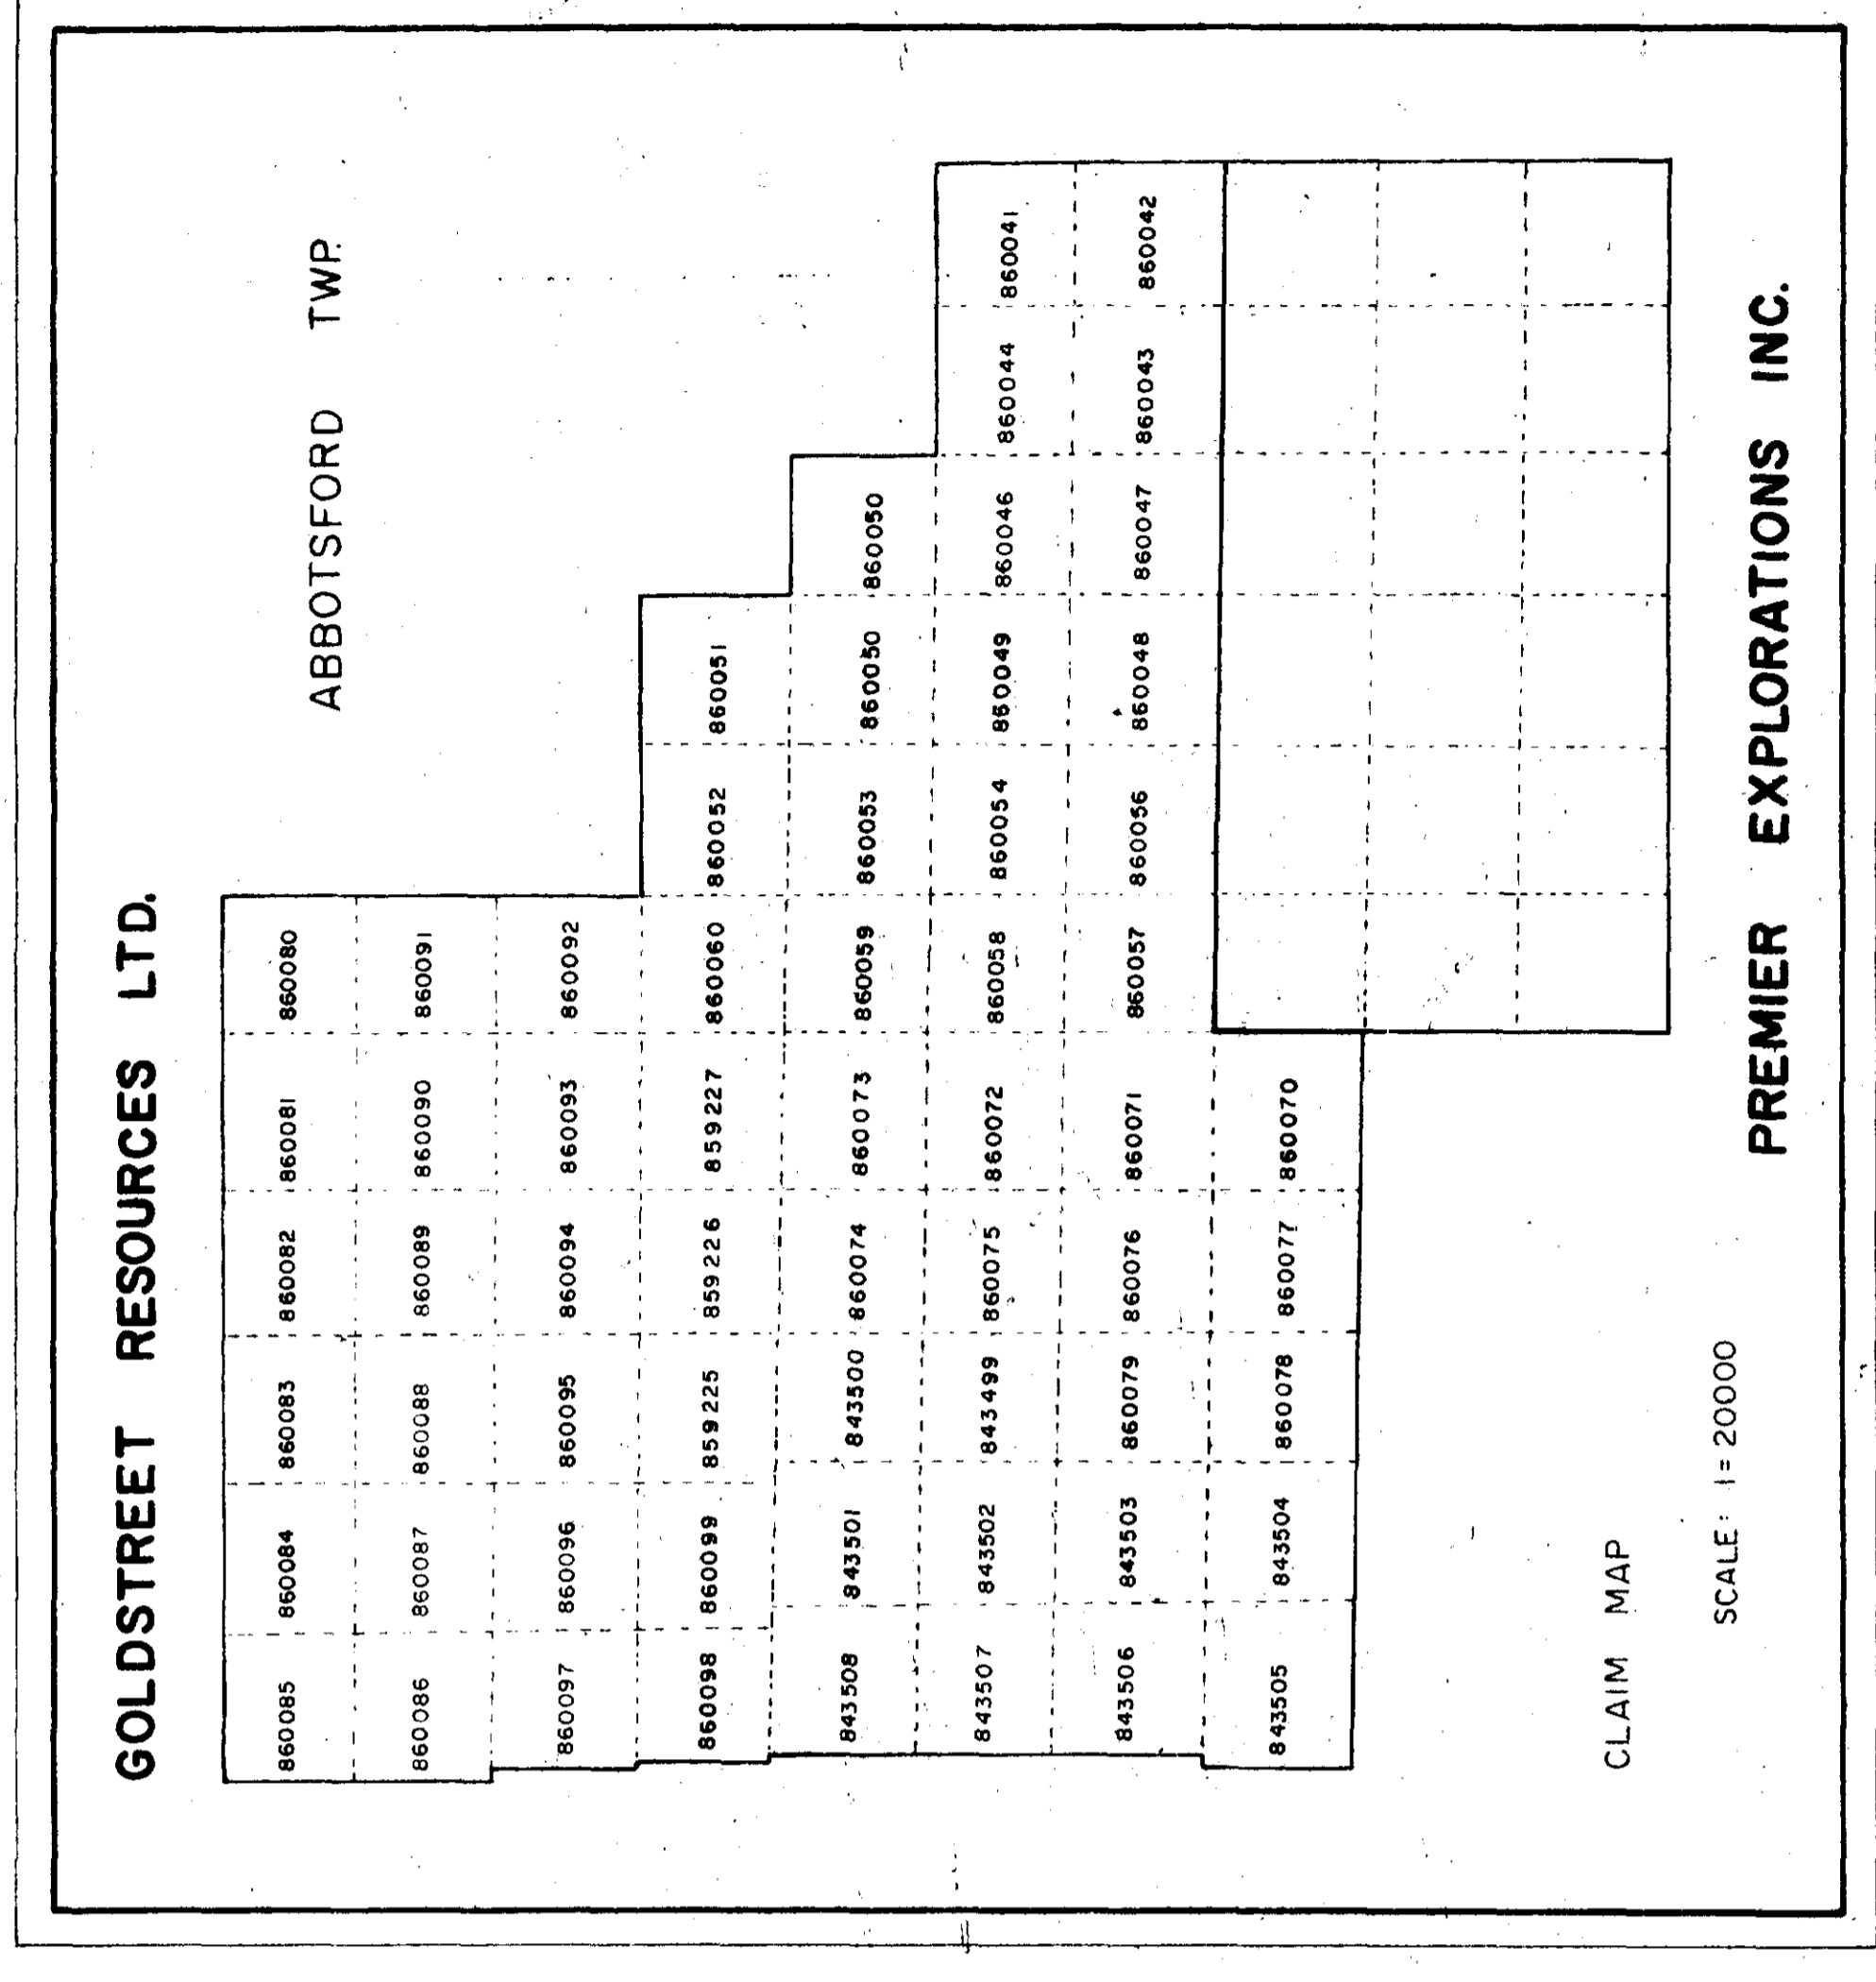 GOLDSTREET RESOURCES LTD.
ABBOTSFORD TWP.
860085 860084 860083 860082 860081 860080
860086 860087 860088 860089 860090 860091
860097 860096 860095 860094 860093 860092
860098 860099 859225 859226 859227 860060 860052 860051
843508 843501 843500 860074 860073 860059 860053 860050 860050
843507 843502 843499 860075 860072 860058 860054 860049 860046 860044 860041
843506 843503 860079 860076 860071 860057 860056 860048 860047 860043 860042
843505 843504 860078 860077 860070
CLAIM MAP
SCALE: 1=20000
PREMIER EXPLORATIONS INC.